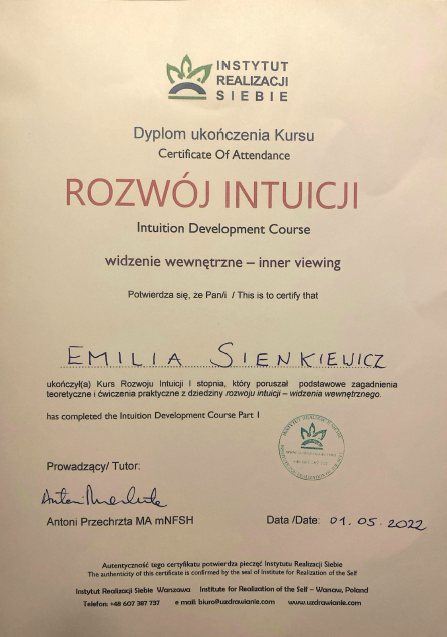 INSTYTUT
REALIZACJI
SIEBIE
Dyplom ukończenia Kursu
Certificate Of Attendance
ROZWÓJ INTUICJI
Intuition Development Course
widzenie wewnętrzne – inner viewing
Potwierdza się, że Pan/ii / This is to certify that
EMILIA SIENKIEWICZ
ukończył(a) Kurs Rozwoju Intuicji I stopnia, który poruszał podstawowe zagadnienia
teoretyczne i ćwiczenia praktyczne z dziedziny rozwoju intuicji – widzenia wewnętrznego.
has completed the Intuition Development Course Part I
Prowadzący/ Tutor:
Antoni Przechrzta MA mNFSH
Data /Date: 01.05.2022
Autentyczność tego certyfikatu potwierdza pieczęć Instytutu Realizacji Siebie
The authenticity of this certificate is confirmed by the seal of Institute for Realization of the Self
Instytut Realizacji Siebie Warszawa Institute for Realization of the Self – Warsaw, Poland
Telefon: +48 607 387 737 e mail: biuro@uzdrawianie.com www.uzdrawianie.com